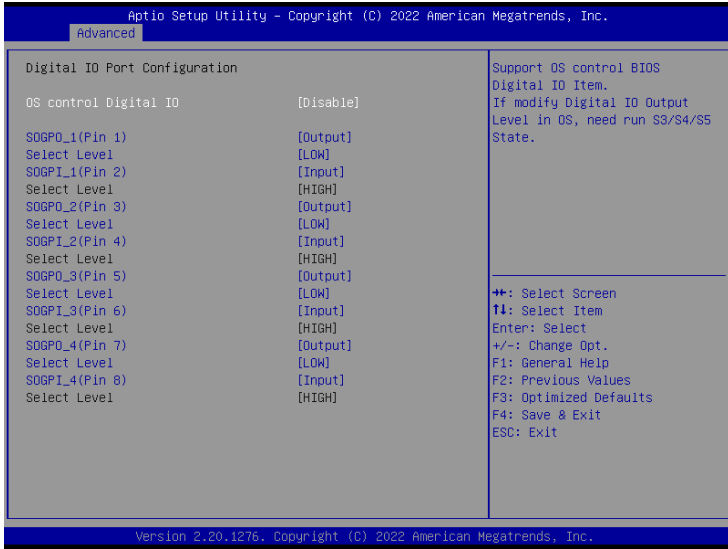 Aptio Setup Utility – Copyright (C) 2022 American Megatrends, Inc.
Advanced
Digital IO Port Configuration
OS control Digital IO [Disable]
SOGPO_1(Pin 1) [Output]
Select Level [LOW]
SOGPI_1(Pin 2) [Input]
Select Level [HIGH]
SOGPO_2(Pin 3) [Output]
Select Level [LOW]
SOGPI_2(Pin 4) [Input]
Select Level [HIGH]
SOGPO_3(Pin 5) [Output]
Select Level [LOW]
SOGPI_3(Pin 6) [Input]
Select Level [HIGH]
SOGPO_4(Pin 7) [Output]
Select Level [LOW]
SOGPI_4(Pin 8) [Input]
Select Level [HIGH]
Support OS control BIOS
Digital IO Item.
If modify Digital IO Output
Level in OS, need run S3/S4/S5
State.
→←: Select Screen
↑↓: Select Item
Enter: Select
+/-: Change Opt.
F1: General Help
F2: Previous Values
F3: Optimized Defaults
F4: Save & Exit
ESC: Exit
Version 2.20.1276. Copyright (C) 2022 American Megatrends, Inc.